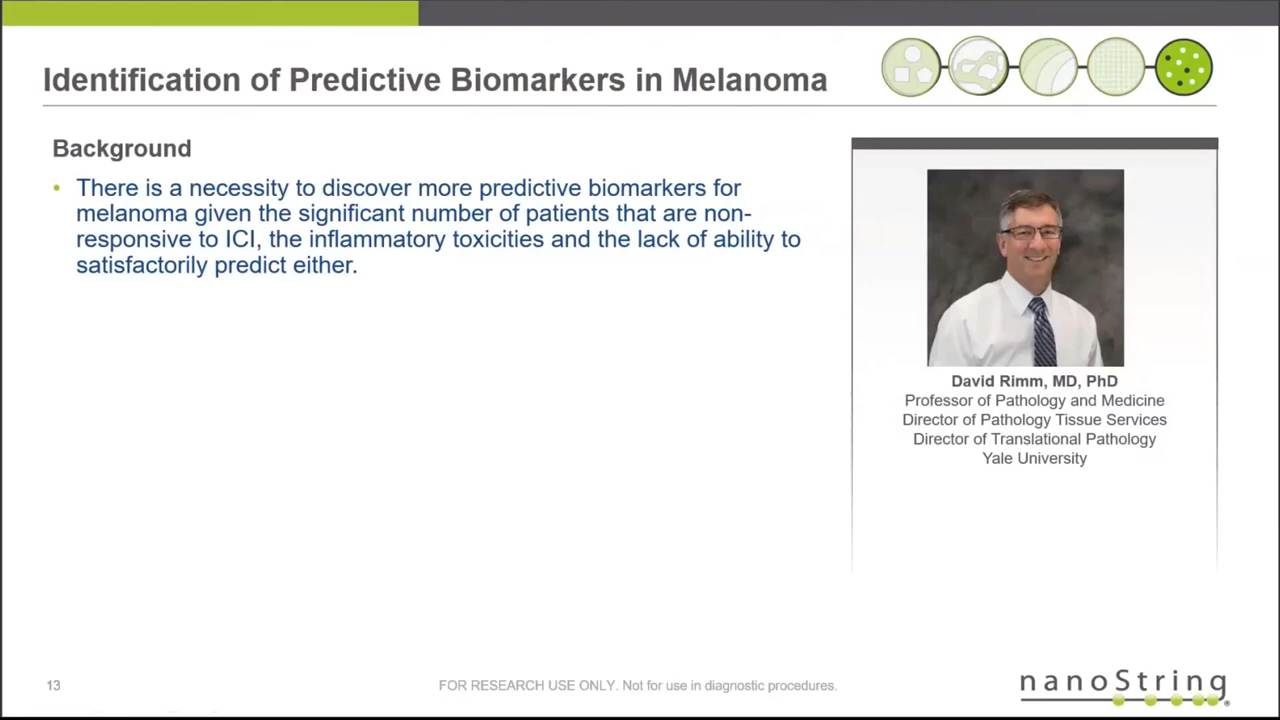 Identification of Predictive Biomarkers in Melanoma
Background
• There is a necessity to discover more predictive biomarkers for
melanoma given the significant number of patients that are non-
responsive to ICI, the inflammatory toxicities and the lack of ability to
satisfactorily predict either.
David Rimm, MD, PhD
Professor of Pathology and Medicine
Director of Pathology Tissue Services
Director of Translational Pathology
Yale University
13
FOR RESEARCH USE ONLY. Not for use in diagnostic procedures.
nanoString®